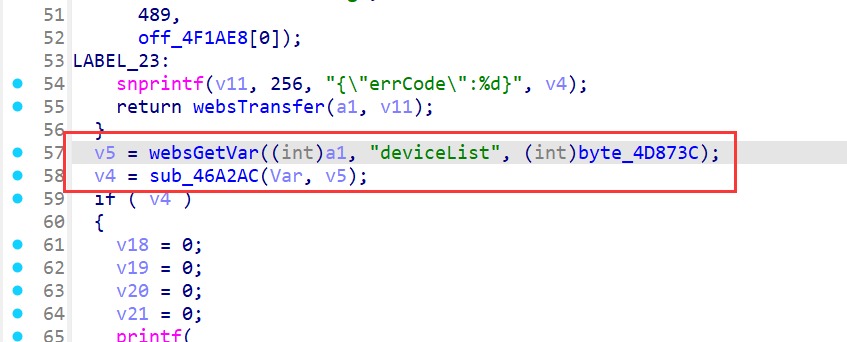 51 489,
52 off_4F1AE8[0]);
53 LABEL_23:
54 snprintf(v11, 256, "{\"errCode\":%d}", v4);
55 return websTransfer(a1, v11);
56 }
57 v5 = websGetVar((int)a1, "deviceList", (int)byte_4D873C);
58 v4 = sub_46A2AC(Var, v5);
59 if ( v4 )
60 {
61 v18 = 0;
62 v19 = 0;
63 v20 = 0;
64 v21 = 0;
65 printf(